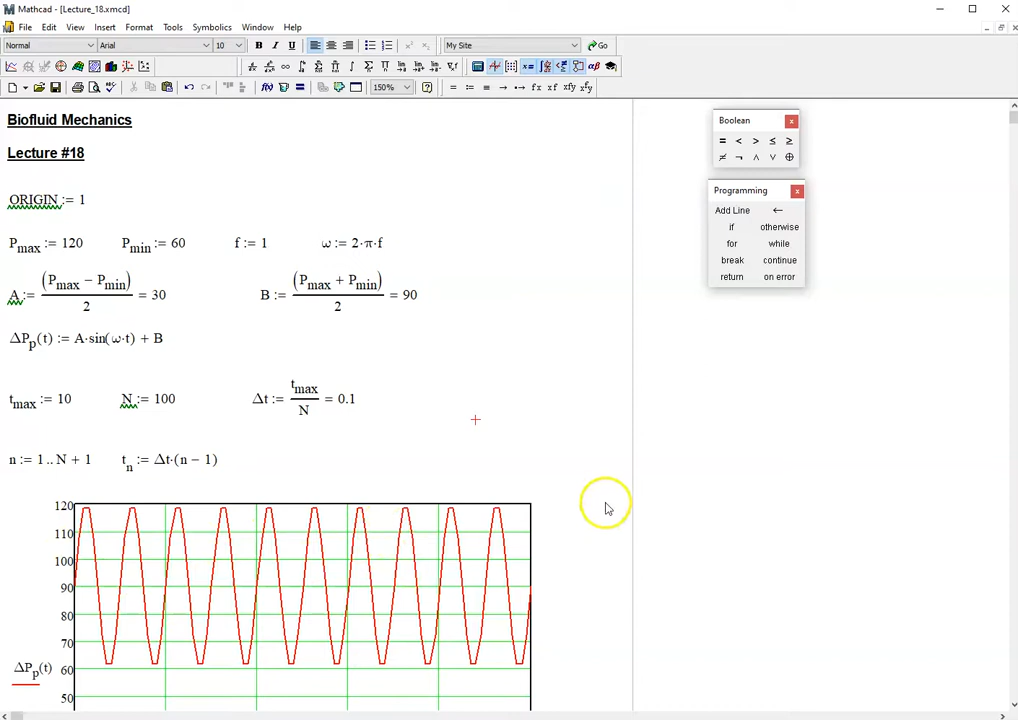 Mathcad - [Lecture_18.xmcd]
File Edit View Insert Format Tools Symbolics Window Help
Normal Arial 10 B I U My Site Go
150%
Biofluid Mechanics
Lecture #18
ORIGIN := 1
Pmax := 120 Pmin := 60 f := 1 ω := 2·π·f
A := (Pmax − Pmin) / 2 = 30 B := (Pmax + Pmin) / 2 = 90
ΔPp(t) := A·sin(ω·t) + B
tmax := 10 N := 100 Δt := tmax / N = 0.1
n := 1 .. N + 1 tn := Δt·(n − 1)
120
110
100
90
80
70
60
50
ΔPp(t)
Boolean x
= < > ≤ ≥
≠ ¬ ∧ ∨ ⊕
Programming x
Add Line ←
if otherwise
for while
break continue
return on error